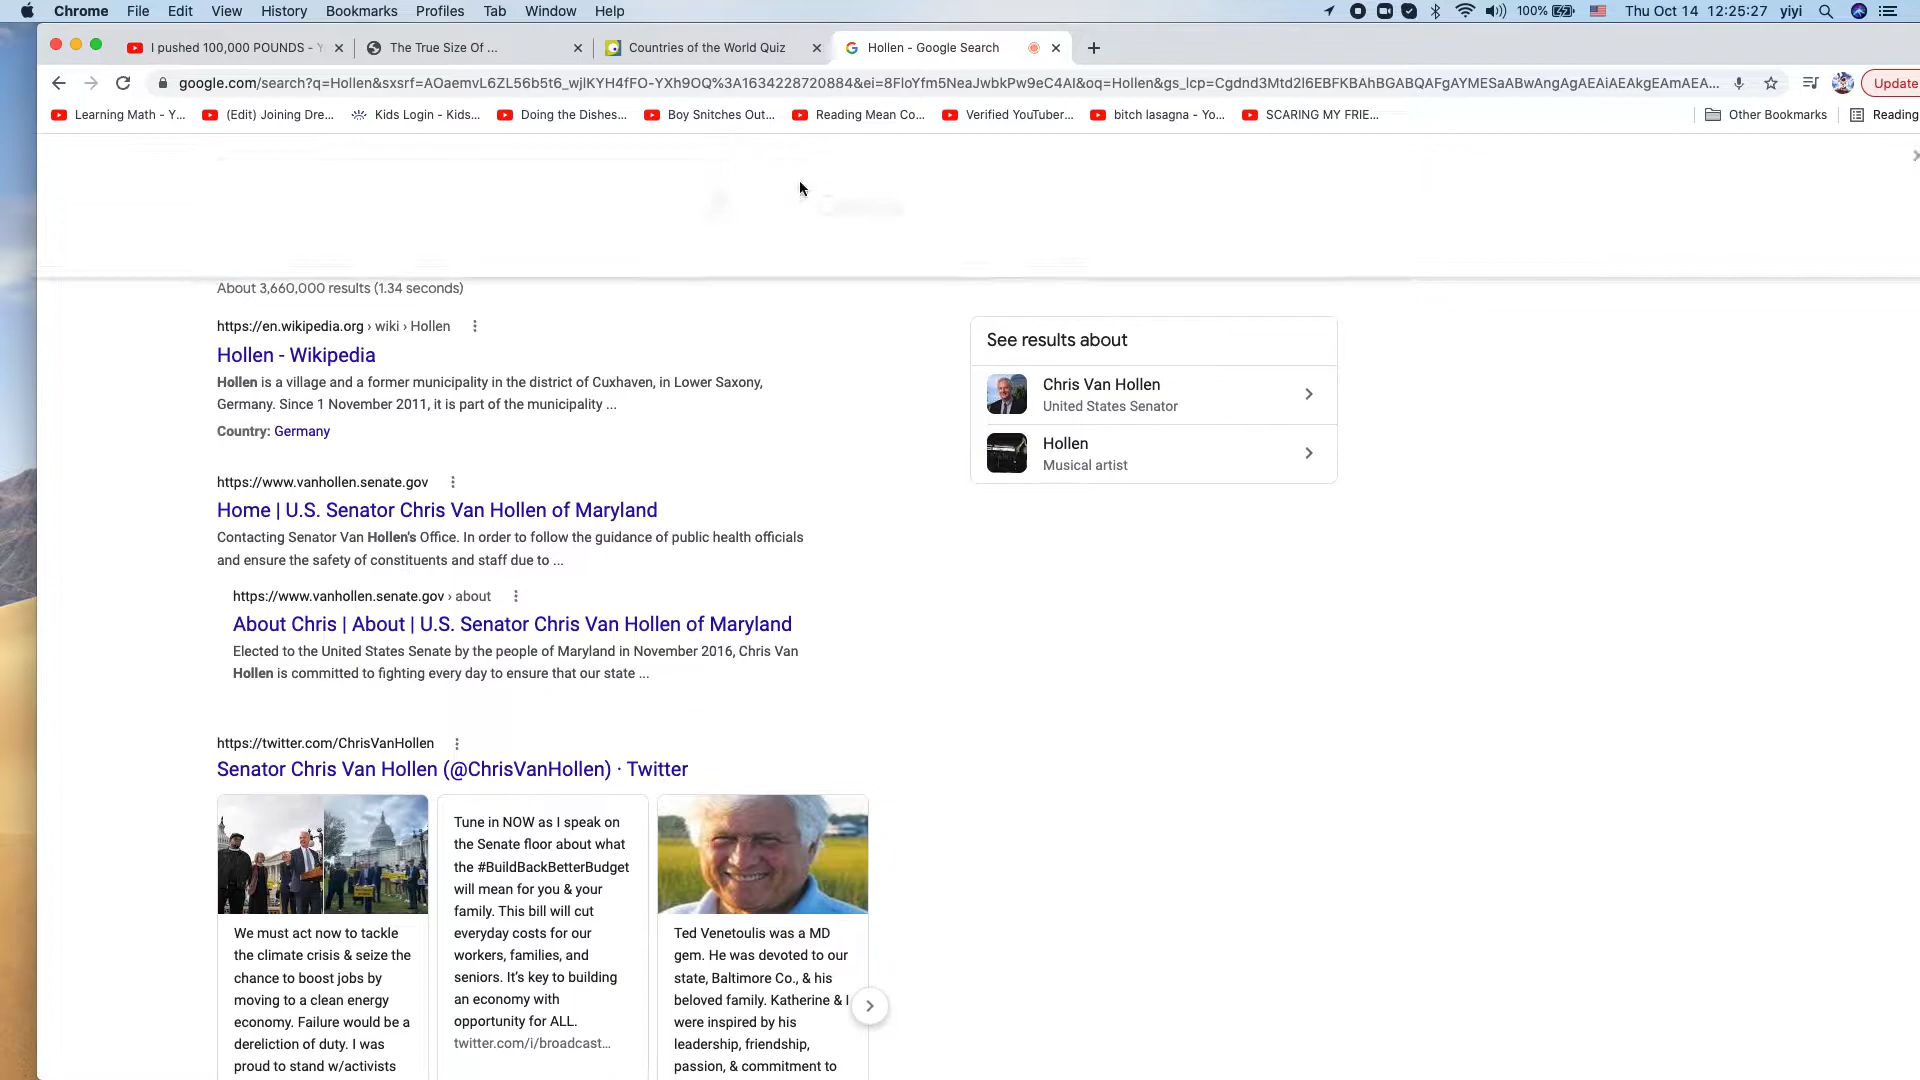 Chrome File Edit View History Bookmarks Profiles Tab Window Help 100% Thu Oct 14 12:25:27 yiyi
I pushed 100,000 POUNDS - Y
The True Size Of ...
Countries of the World Quiz
Hollen - Google Search
google.com/search?q=Hollen&sxsrf=AOaemvL6ZL56b5t6_wjlKYH4fFO-YXh9OQ%3A1634228720884&ei=8FloYfm5NeaJwbkPw9eC4AI&oq=Hollen&gs_lcp=Cgdnd3Mtd2l6EBFKBAhBGABQAFgAYMESaABwAngAgAEAiAEAkgEAmAEA...
Update
Learning Math - Y...
(Edit) Joining Dre...
Kids Login - Kids...
Doing the Dishes...
Boy Snitches Out...
Reading Mean Co...
Verified YouTuber...
bitch lasagna - Yo...
SCARING MY FRIE...
Other Bookmarks
Reading
About 3,660,000 results (1.34 seconds)
https://en.wikipedia.org › wiki › Hollen
Hollen - Wikipedia
Hollen is a village and a former municipality in the district of Cuxhaven, in Lower Saxony,
Germany. Since 1 November 2011, it is part of the municipality ...
Country: Germany
https://www.vanhollen.senate.gov
Home | U.S. Senator Chris Van Hollen of Maryland
Contacting Senator Van Hollen's Office. In order to follow the guidance of public health officials
and ensure the safety of constituents and staff due to ...
https://www.vanhollen.senate.gov › about
About Chris | About | U.S. Senator Chris Van Hollen of Maryland
Elected to the United States Senate by the people of Maryland in November 2016, Chris Van
Hollen is committed to fighting every day to ensure that our state ...
https://twitter.com/ChrisVanHollen
Senator Chris Van Hollen (@ChrisVanHollen) · Twitter
We must act now to tackle
the climate crisis & seize the
chance to boost jobs by
moving to a clean energy
economy. Failure would be a
dereliction of duty. I was
proud to stand w/activists
Tune in NOW as I speak on
the Senate floor about what
the #BuildBackBetterBudget
will mean for you & your
family. This bill will cut
everyday costs for our
workers, families, and
seniors. It's key to building
an economy with
opportunity for ALL.
twitter.com/i/broadcast...
Ted Venetoulis was a MD
gem. He was devoted to our
state, Baltimore Co., & his
beloved family. Katherine & I
were inspired by his
leadership, friendship,
passion, & commitment to
See results about
Chris Van Hollen
United States Senator
Hollen
Musical artist